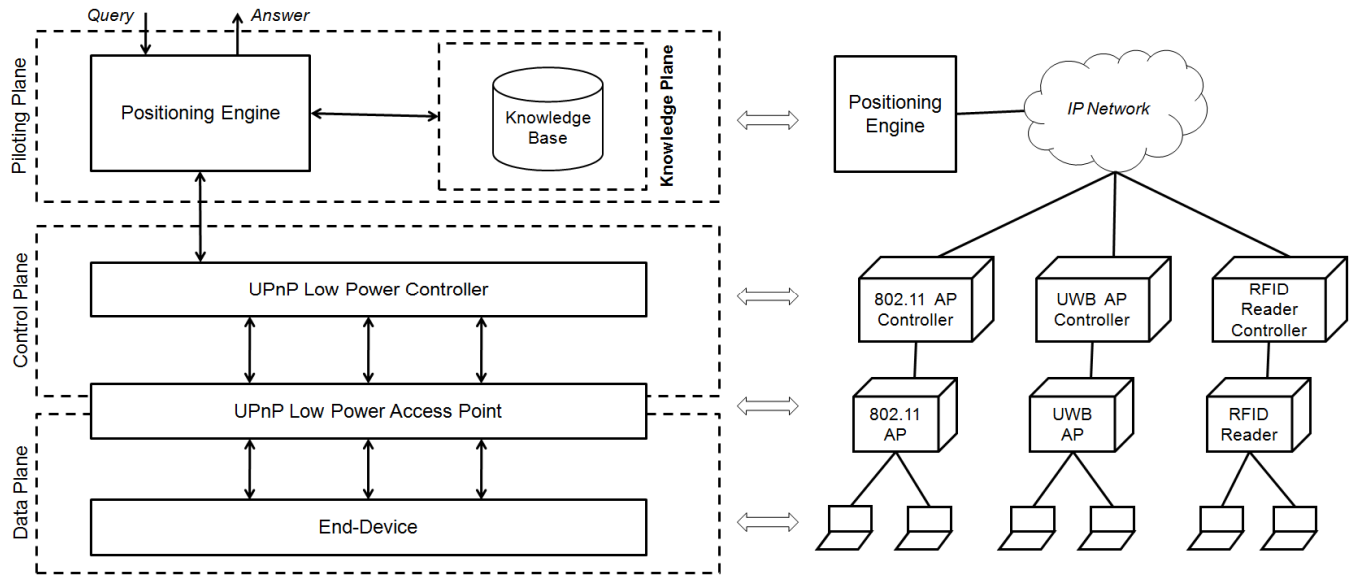 Query
Answer
Piloting Plane
Positioning Engine
Knowledge
Base
Knowledge Plane
Positioning
Engine
IP Network
Control Plane
UPnP Low Power Controller
802.11 AP
Controller
UWB AP
Controller
RFID
Reader
Controller
UPnP Low Power Access Point
802.11
AP
UWB
AP
RFID
Reader
Data Plane
End-Device